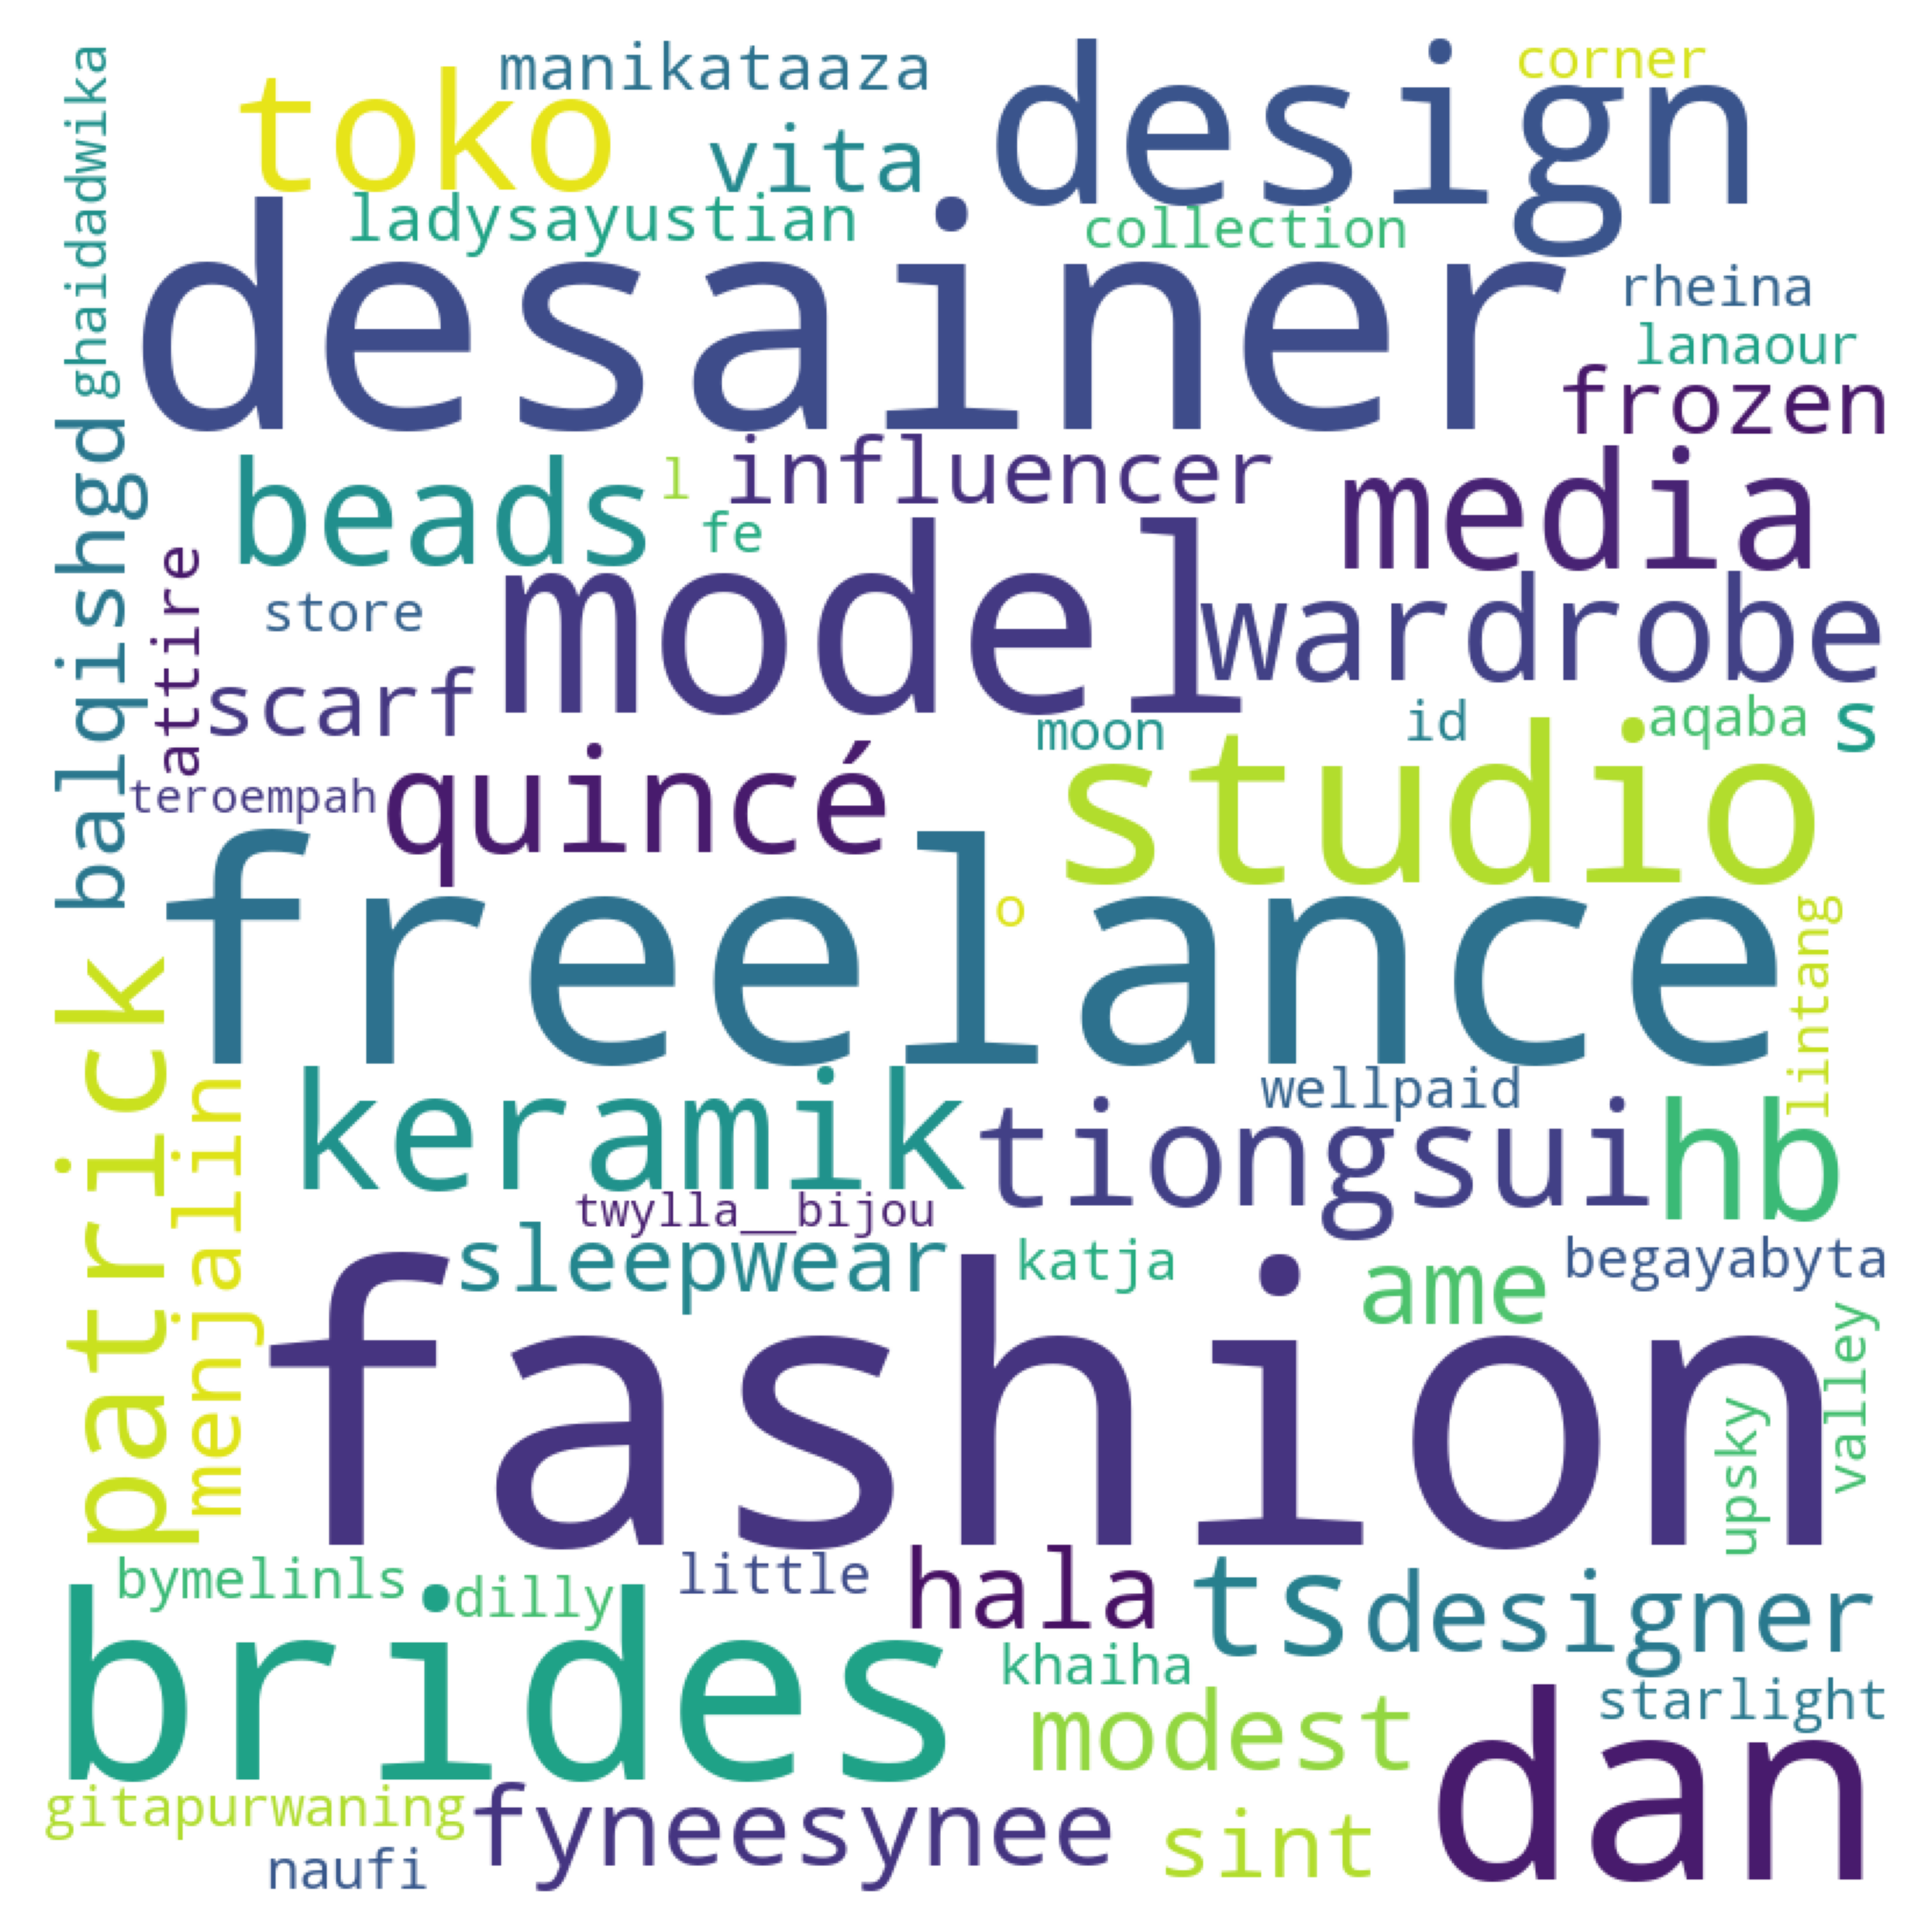 manikataaza
corner
toko
design
vita
ghaidadwika
ladysayustian
collection
desainer
rheina
lanaour
frozen
influencer
l
beads
media
fe
balqishgd
attire
model
wardrobe
store
scarf
moon
id
aqaba
s
quincé
studio
teroempah
freelance
o
lintang
patrick
keramik
wellpaid
menjalin
tiongsui
hb
twylla__bijou
sleepwear
katja
ame
begayabyta
fashion
valley
upsky
bymelinls
dilly
little
hala
ts
designer
brides
khaiha
modest
starlight
dan
gitapurwaning
fyneesynee
sint
naufi